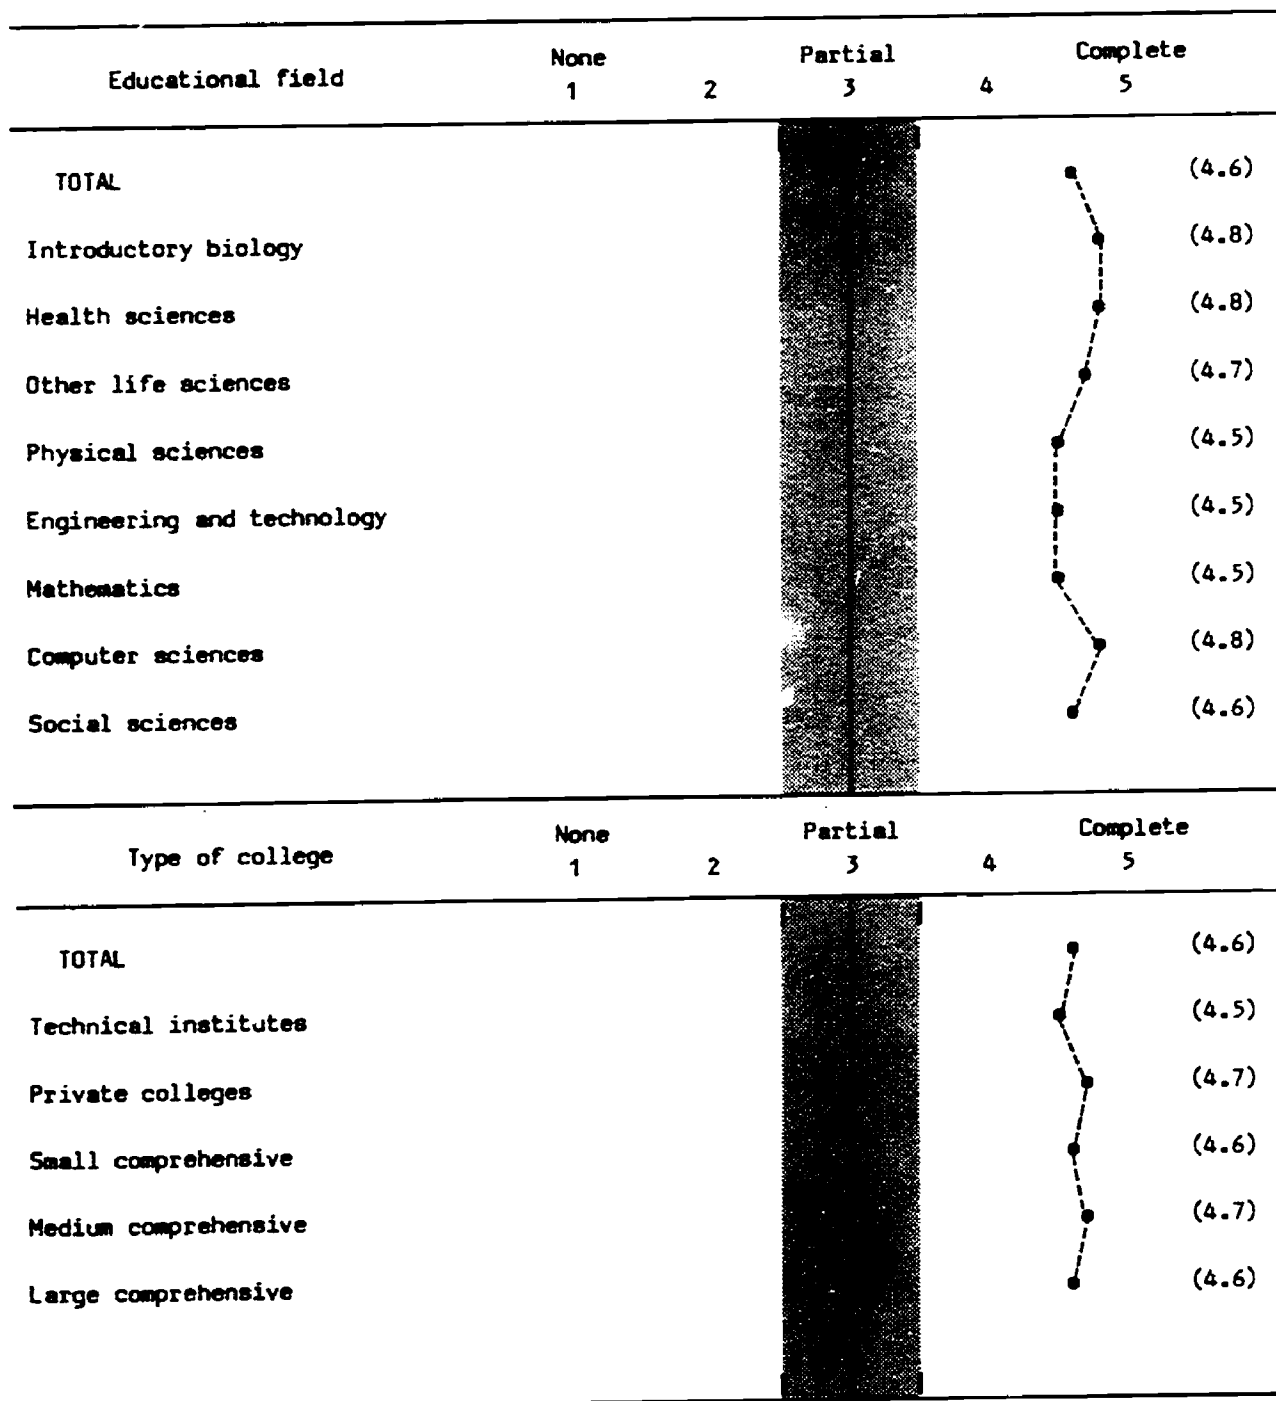 None Partial Complete
Educational field 1 2 3 4 5
TOTAL (4.6)
Introductory biology (4.8)
Health sciences (4.8)
Other life sciences (4.7)
Physical sciences (4.5)
Engineering and technology (4.5)
Mathematics (4.5)
Computer sciences (4.8)
Social sciences (4.6)
None Partial Complete
Type of college 1 2 3 4 5
TOTAL (4.6)
Technical institutes (4.5)
Private colleges (4.7)
Small comprehensive (4.6)
Medium comprehensive (4.7)
Large comprehensive (4.6)